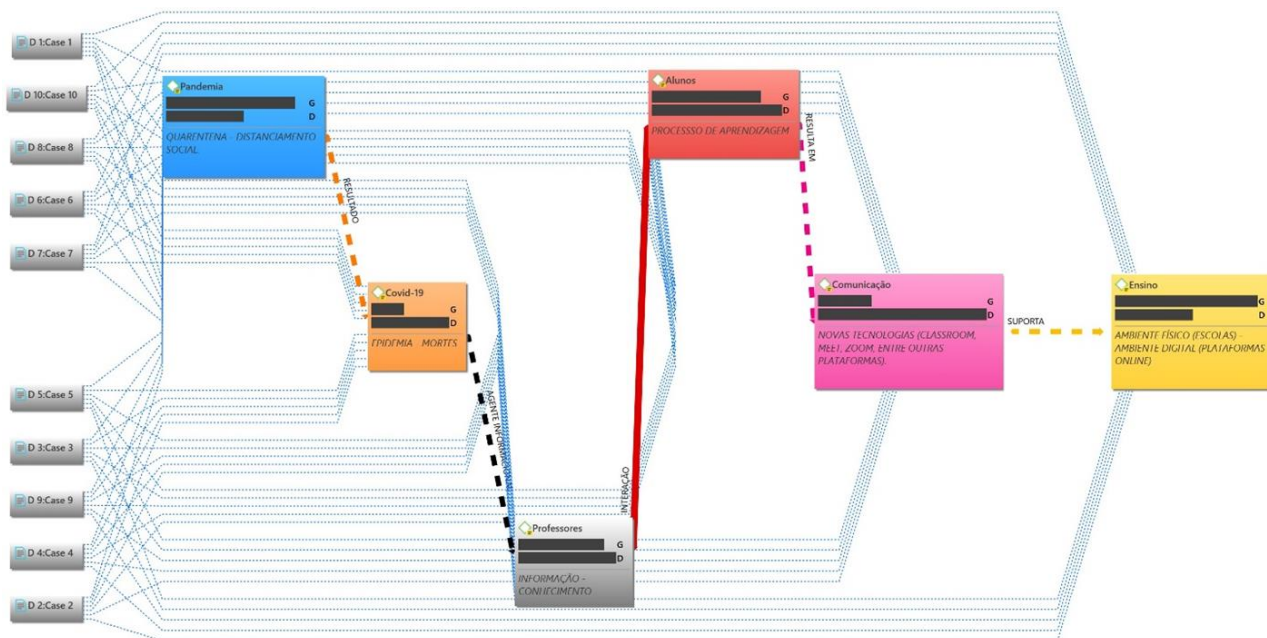 D 1:Case 1
D 10:Case 10
D 8:Case 8
D 6:Case 6
D 7:Case 7
D 5:Case 5
D 3:Case 3
D 9:Case 9
D 4:Case 4
D 2:Case 2
Pandemia
G
D
QUARENTENA - DISTANCIAMENTO
SOCIAL
RESULTADO
Covid-19
G
D
EPIDEMIA - MORTES
AGENTE INFORMACIONAL
Professores
G
D
INFORMAÇÃO -
CONHECIMENTO
INTERAÇÃO
Alunos
G
D
PROCESSSO DE APRENDIZAGEM
RESULTA EM
Comunicação
G
D
NOVAS TECNOLOGIAS (CLASSROOM,
MEET, ZOOM, ENTRE OUTRAS
PLATAFORMAS).
SUPORTA
Ensino
G
D
AMBIENTE FÍSICO (ESCOLAS) –
AMBIENTE DIGITAL (PLATAFORMAS
ONLINE)